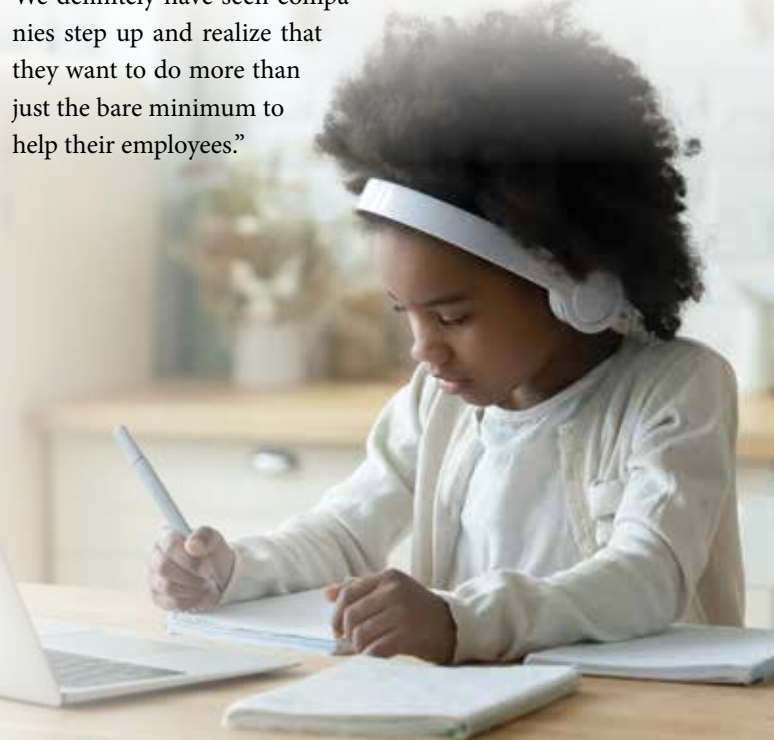 We definitely have seen compa
nies step up and realize that
they want to do more than
just the bare minimum to
help their employees.”